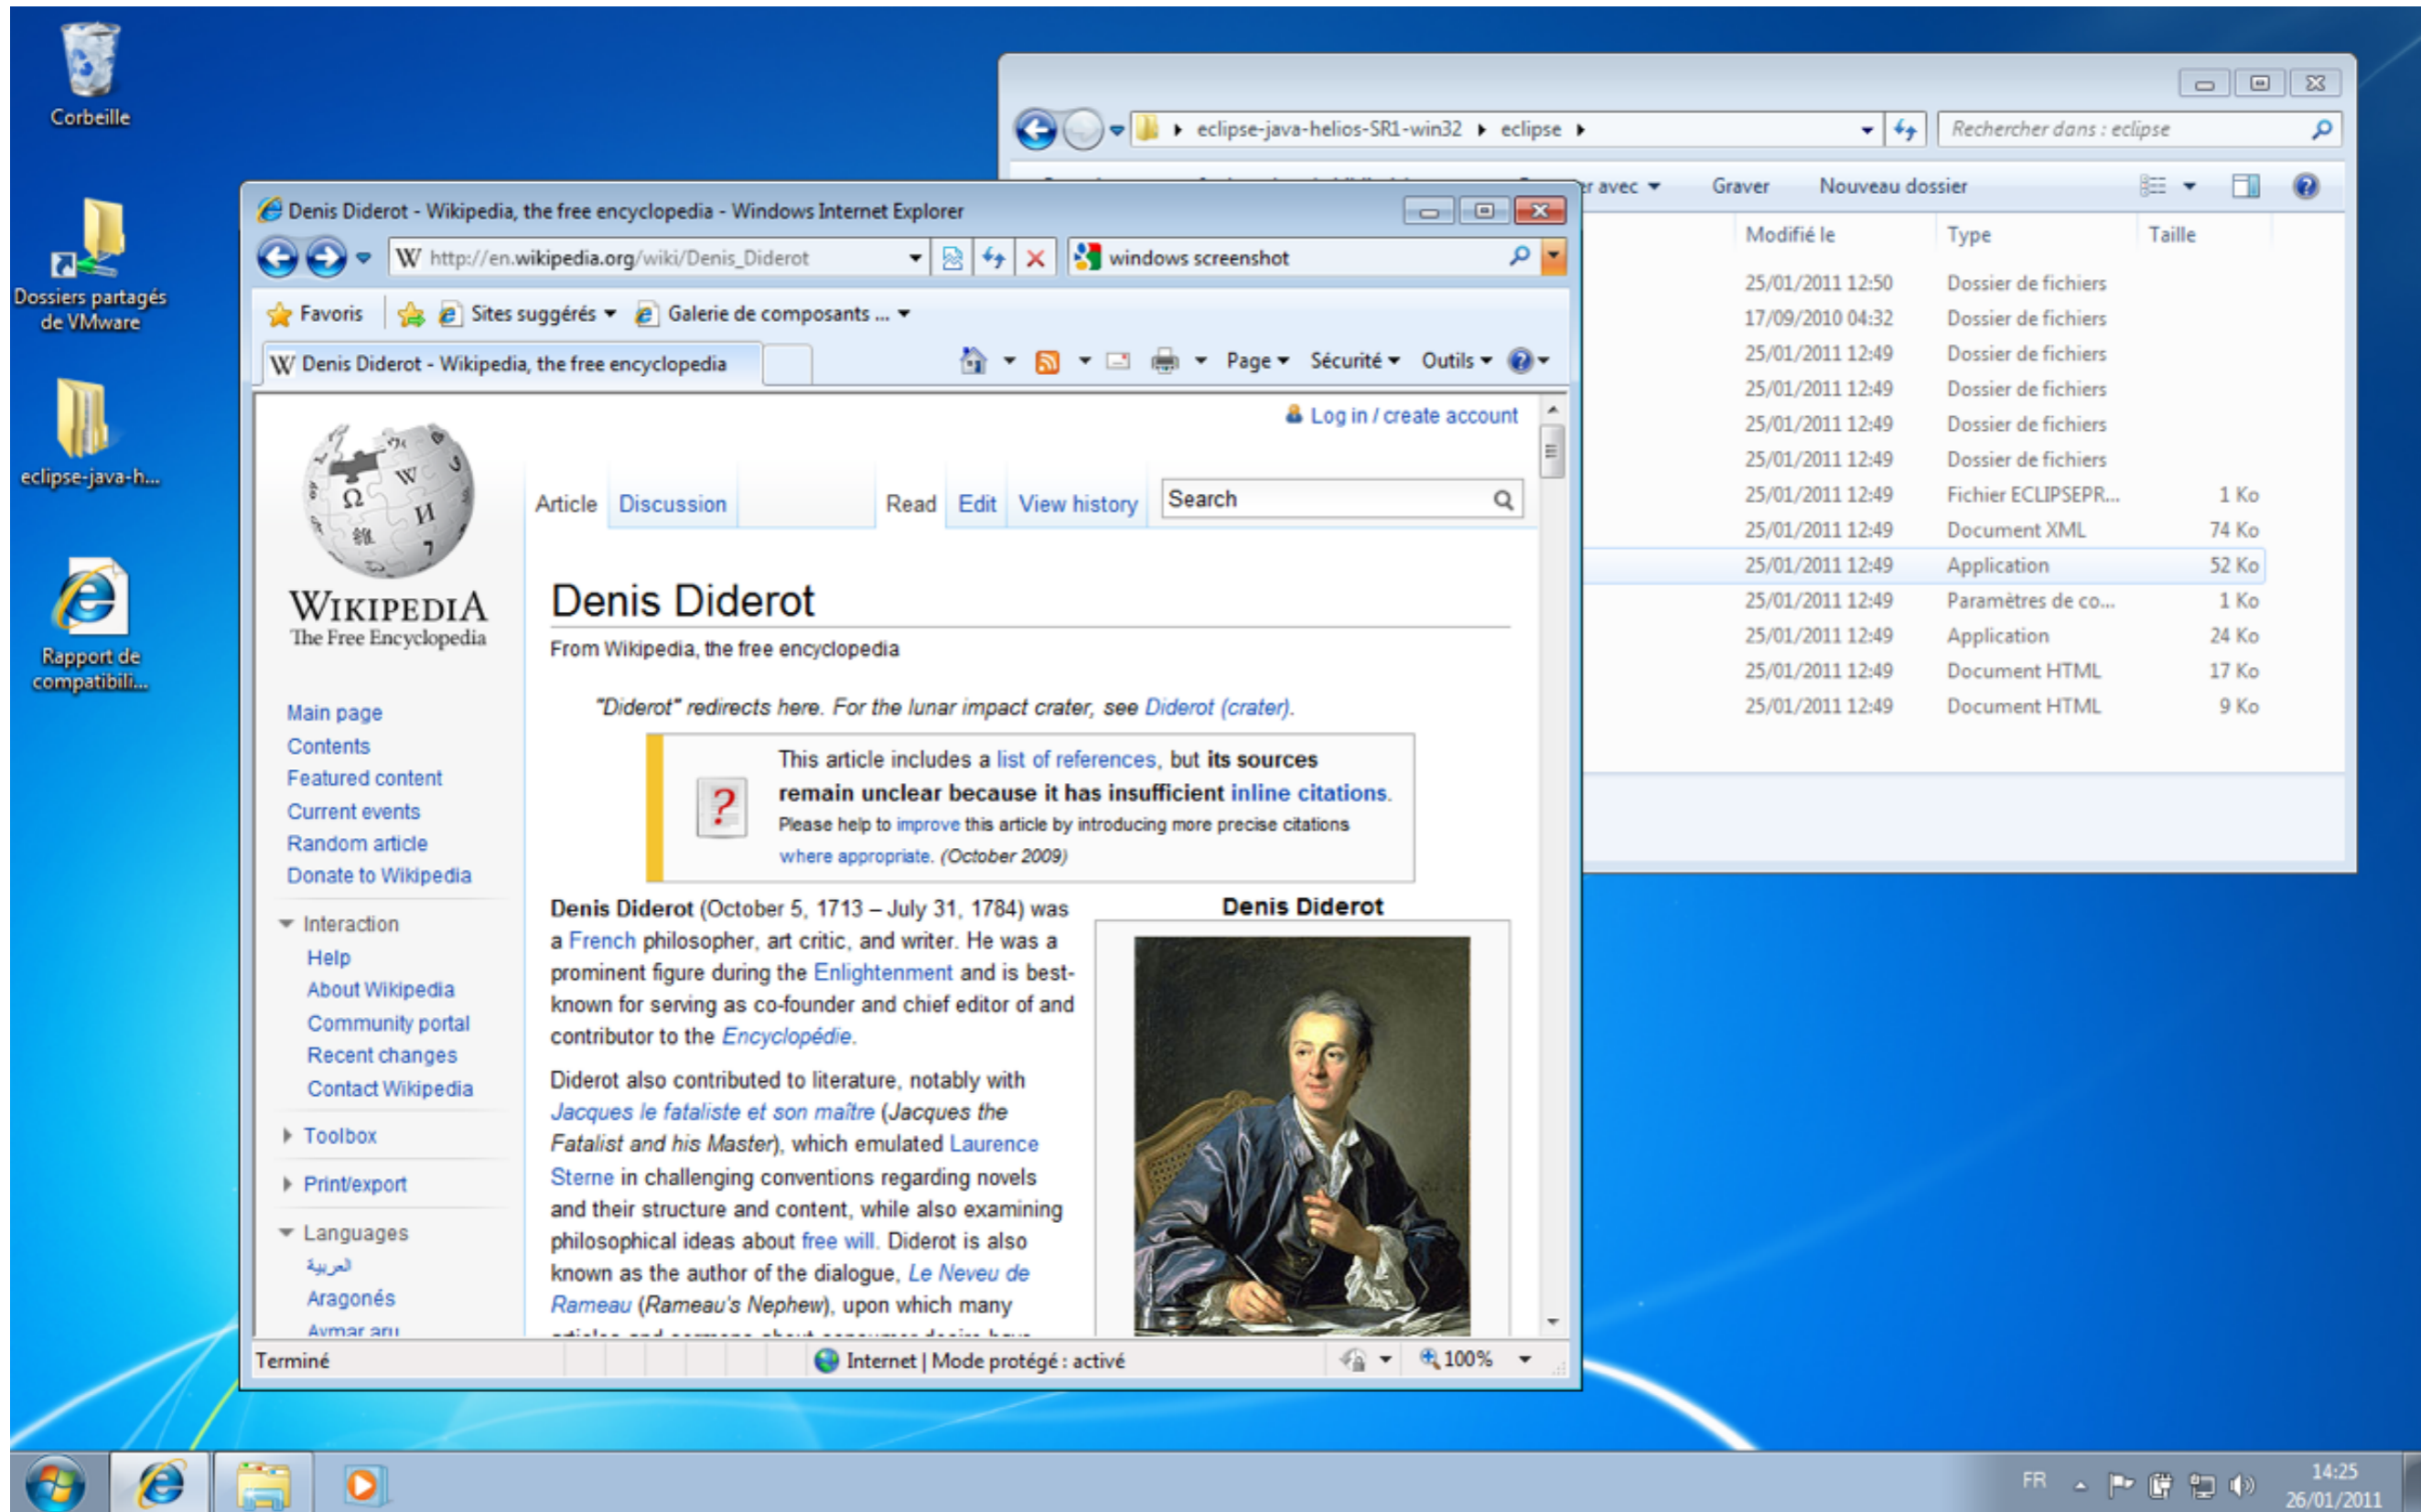 Corbeille
Dossiers partagés
de VMware
eclipse-java-h...
Rapport de
compatibili...
eclipse-java-helios-SR1-win32
eclipse
Rechercher dans : eclipse
avec
Graver
Nouveau dossier
Modifié le Type Taille
25/01/2011 12:50 Dossier de fichiers
17/09/2010 04:32 Dossier de fichiers
25/01/2011 12:49 Dossier de fichiers
25/01/2011 12:49 Dossier de fichiers
25/01/2011 12:49 Dossier de fichiers
25/01/2011 12:49 Dossier de fichiers
25/01/2011 12:49 Fichier ECLIPSEPR... 1 Ko
25/01/2011 12:49 Document XML 74 Ko
25/01/2011 12:49 Application 52 Ko
25/01/2011 12:49 Paramètres de co... 1 Ko
25/01/2011 12:49 Application 24 Ko
25/01/2011 12:49 Document HTML 17 Ko
25/01/2011 12:49 Document HTML 9 Ko
Denis Diderot - Wikipedia, the free encyclopedia - Windows Internet Explorer
W http://en.wikipedia.org/wiki/Denis_Diderot
windows screenshot
Favoris
Sites suggérés
Galerie de composants ...
W Denis Diderot - Wikipedia, the free encyclopedia
Page
Sécurité
Outils
Log in / create account
WIKIPEDIA
The Free Encyclopedia
Article
Discussion
Read
Edit
View history
Search
Main page
Contents
Featured content
Current events
Random article
Donate to Wikipedia
Interaction
Help
About Wikipedia
Community portal
Recent changes
Contact Wikipedia
Toolbox
Print/export
Languages
العربية
Aragonés
Aymar aru
Denis Diderot
From Wikipedia, the free encyclopedia
"Diderot" redirects here. For the lunar impact crater, see Diderot (crater).
This article includes a list of references, but its sources
remain unclear because it has insufficient inline citations.
Please help to improve this article by introducing more precise citations
where appropriate. (October 2009)
Denis Diderot (October 5, 1713 – July 31, 1784) was
a French philosopher, art critic, and writer. He was a
prominent figure during the Enlightenment and is best-
known for serving as co-founder and chief editor of and
contributor to the Encyclopédie.
Diderot also contributed to literature, notably with
Jacques le fataliste et son maître (Jacques the
Fatalist and his Master), which emulated Laurence
Sterne in challenging conventions regarding novels
and their structure and content, while also examining
philosophical ideas about free will. Diderot is also
known as the author of the dialogue, Le Neveu de
Rameau (Rameau's Nephew), upon which many
articles and sermons about consumer desire have
Denis Diderot
Terminé
Internet | Mode protégé : activé
100%
FR
14:25
26/01/2011